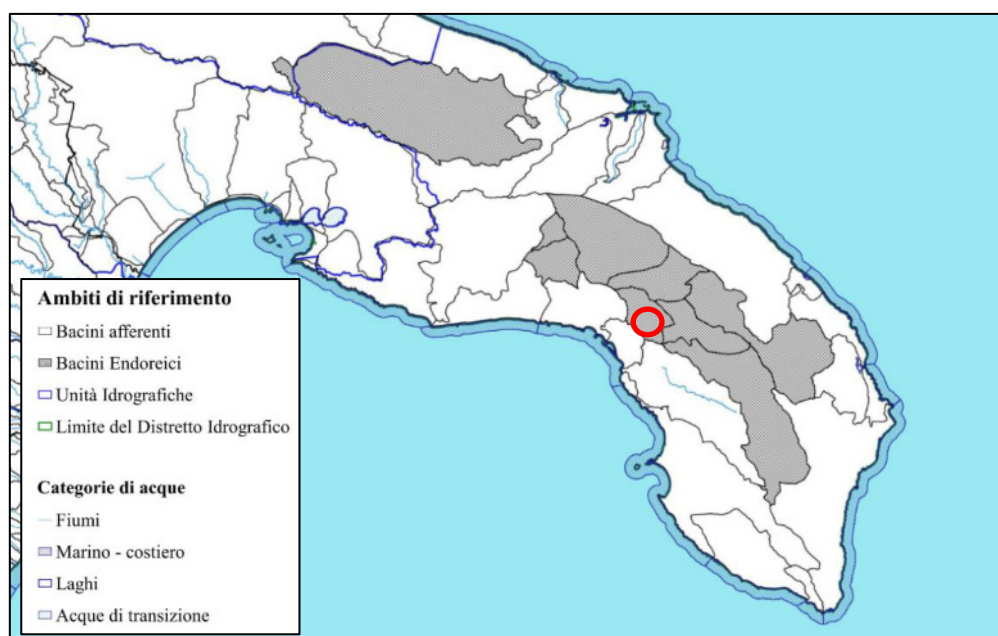 Ambiti di riferimento
Bacini afferenti
Bacini Endoreici
Unità Idrografiche
Limite del Distretto Idrografico
Categorie di acque
Fiumi
Marino - costiero
Laghi
Acque di transizione